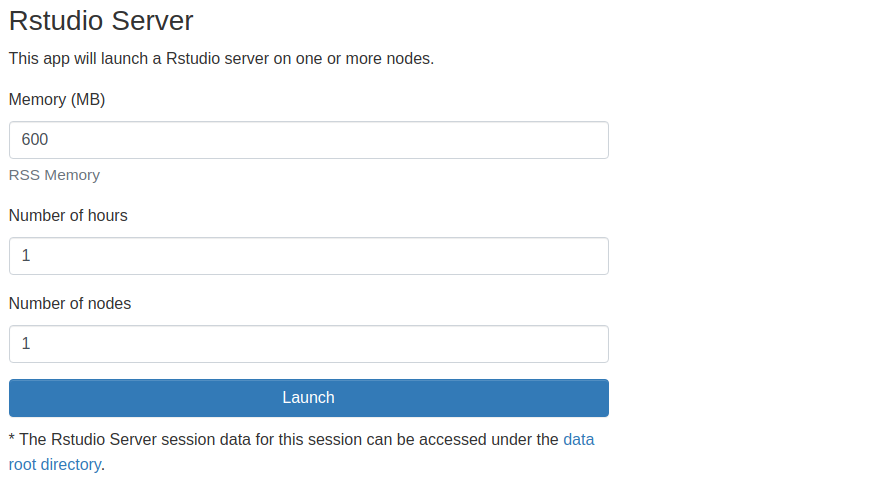 Rstudio Server
This app will launch a Rstudio server on one or more nodes.
Memory (MB)
600
RSS Memory
Number of hours
1
Number of nodes
1
Launch
* The Rstudio Server session data for this session can be accessed under the data
root directory.